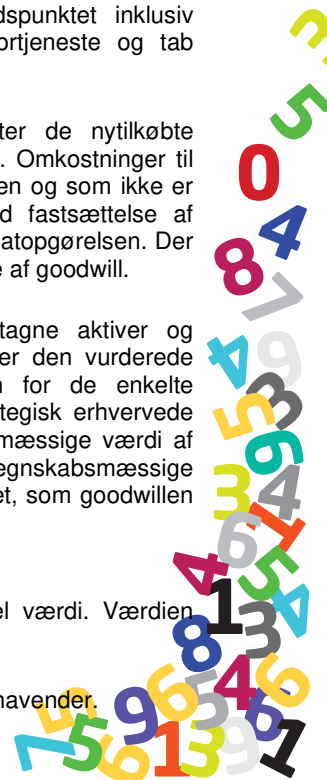 dspunktet inklusiv
ortjeneste og tab
ter de nytilkøbte
. Omkostninger til
en og som ikke er
d fastsættelse af
atopgørelsen. Der
e af goodwill.
tagne aktiver og
er den vurderede
for de enkelte
tegisk erhvervede
mæssige værdi af
egnskabsmæssige
et, som goodwillen
el værdi. Værdien
navender.